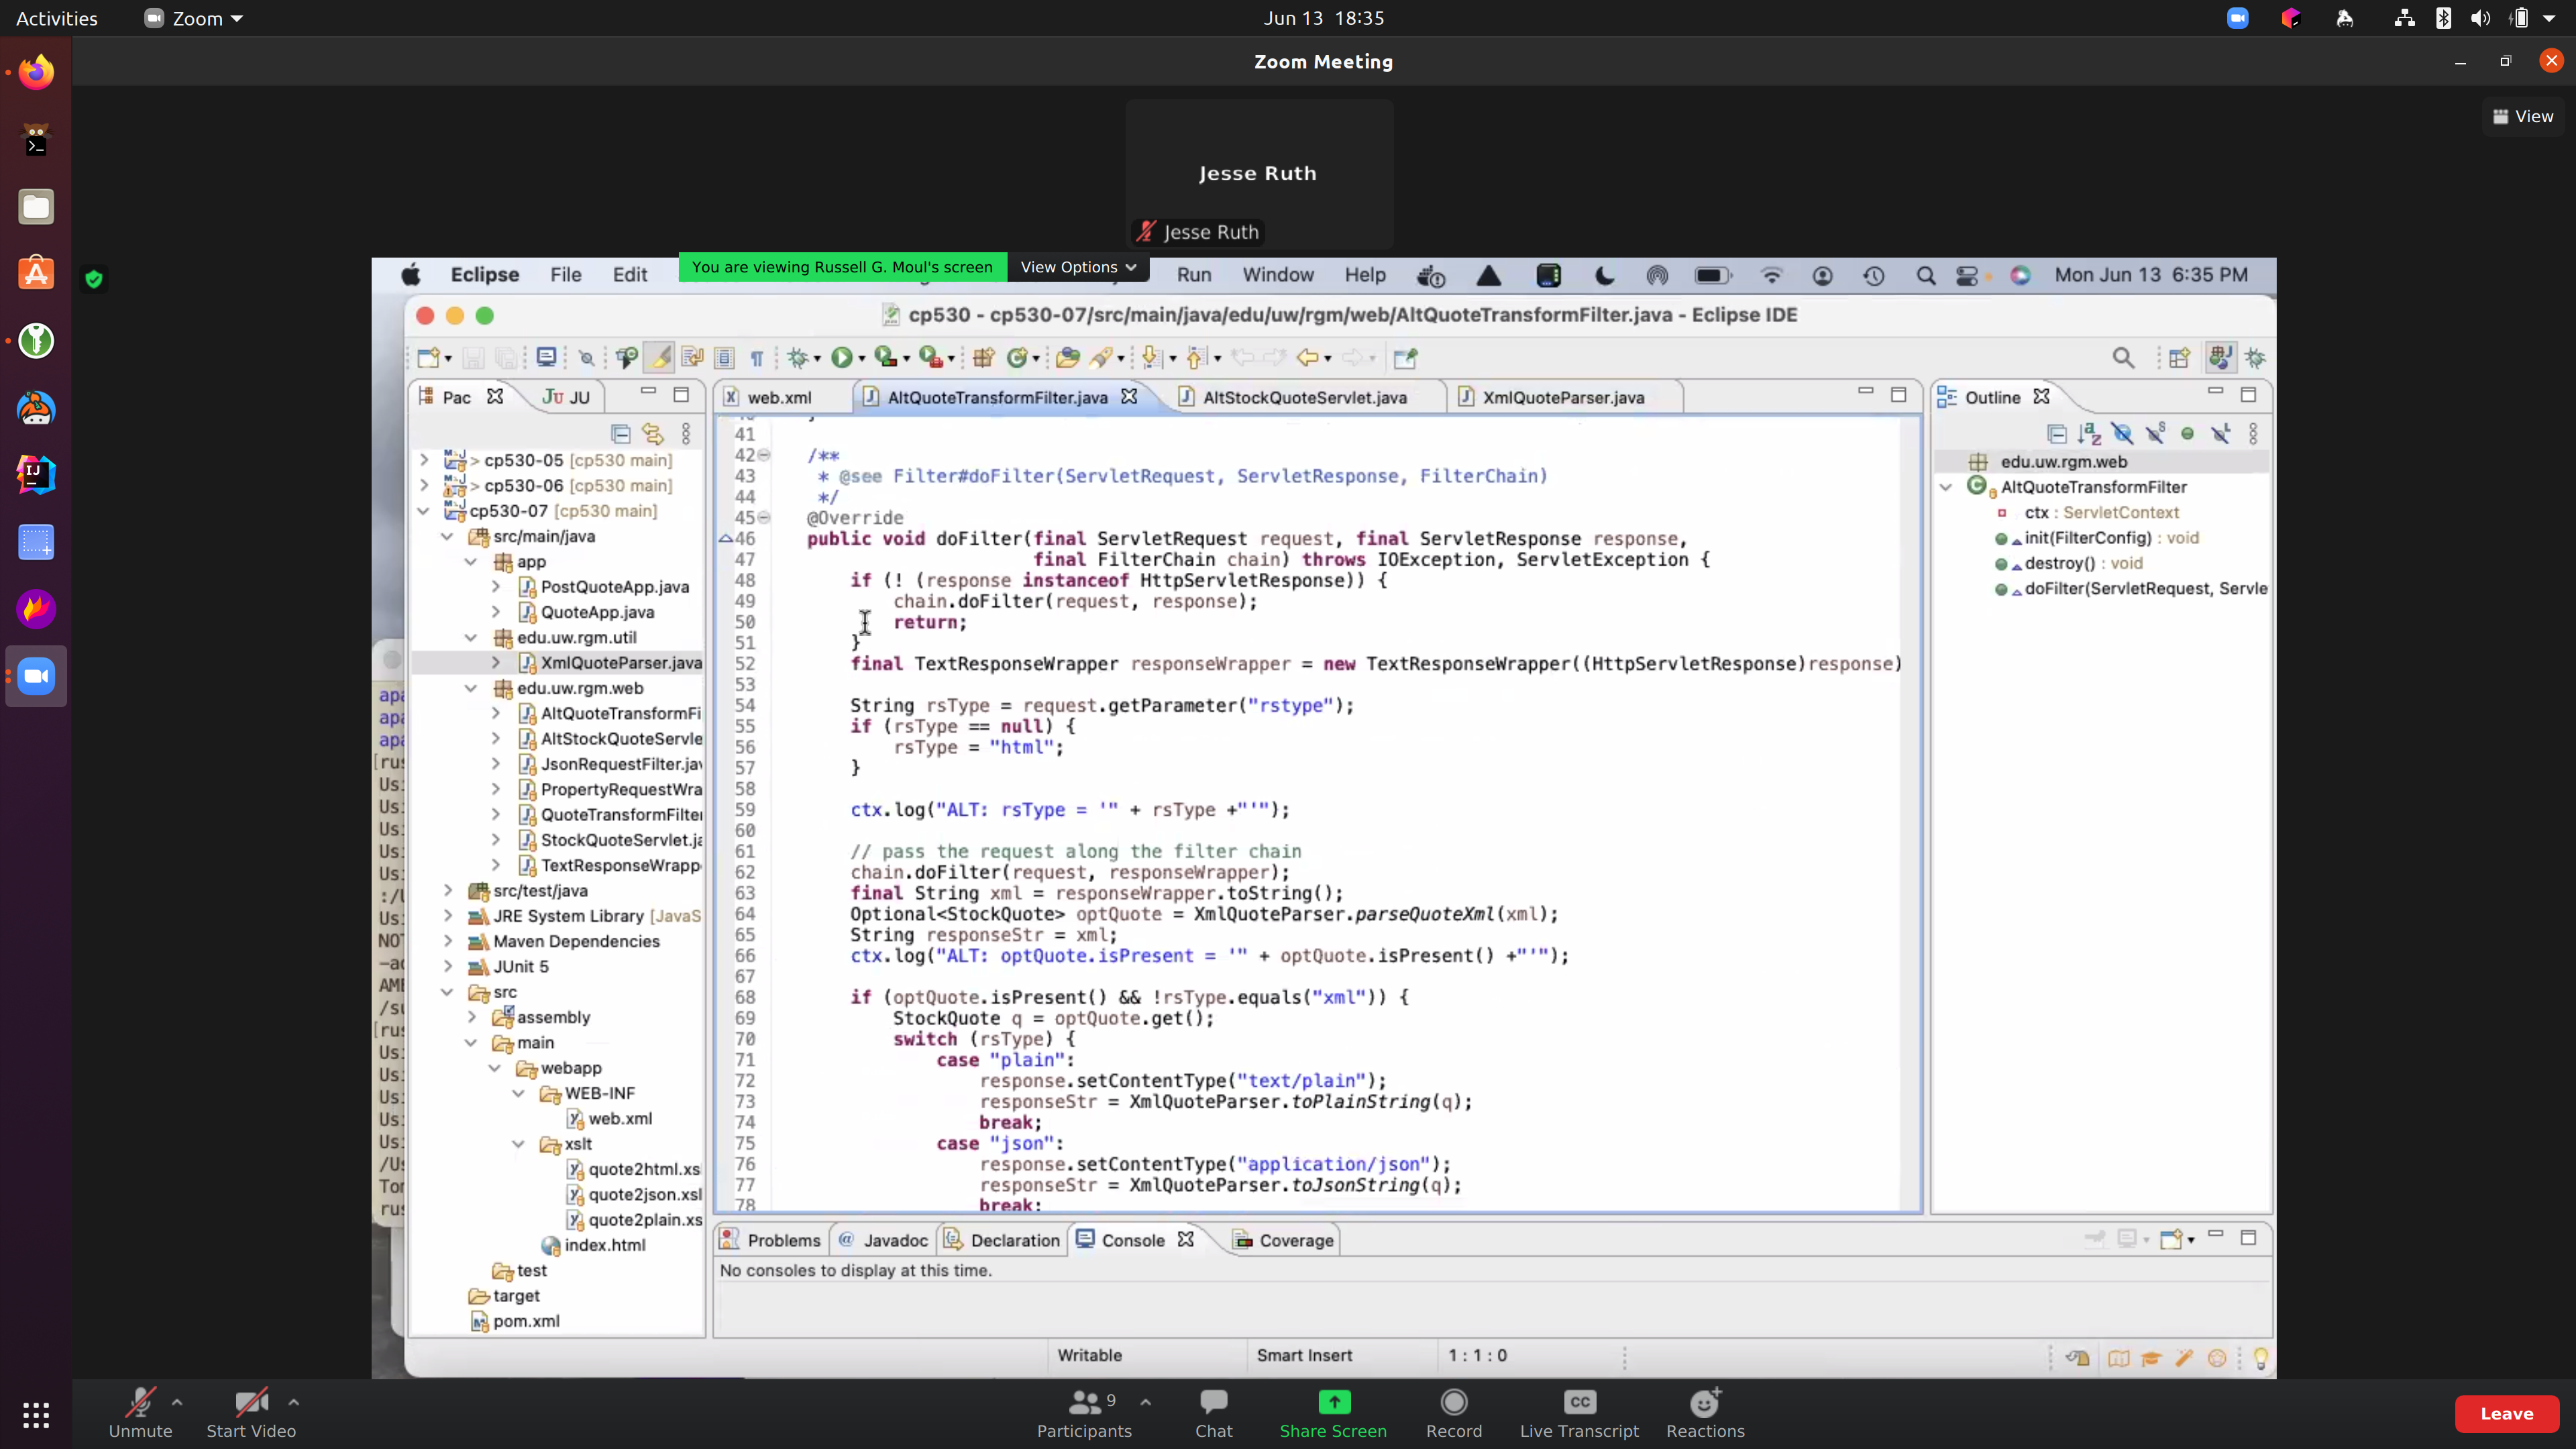 Activities
Zoom
Jun 13 18:35
Zoom Meeting
View
Jesse Ruth
Jesse Ruth
You are viewing Russell G. Moul's screen
View Options
Eclipse File Edit
Run Window Help
Mon Jun 13 6:35 PM
cp530 - cp530-07/src/main/java/edu/uw/rgm/web/AltQuoteTransformFilter.java - Eclipse IDE
Pac
JU JU
> cp530-05 [cp530 main]
> cp530-06 [cp530 main]
cp530-07 [cp530 main]
src/main/java
app
PostQuoteApp.java
QuoteApp.java
edu.uw.rgm.util
XmlQuoteParser.java
edu.uw.rgm.web
AltQuoteTransformFi
AltStockQuoteServle
JsonRequestFilter.jav
PropertyRequestWra
QuoteTransformFilter
StockQuoteServlet.ja
TextResponseWrapp
src/test/java
JRE System Library [JavaS
Maven Dependencies
JUnit 5
src
assembly
main
webapp
WEB-INF
web.xml
xslt
quote2html.xs
quote2json.xsl
quote2plain.xs
index.html
test
target
pom.xml
web.xml
AltQuoteTransformFilter.java
AltStockQuoteServlet.java
XmlQuoteParser.java
41
42 /**
43 * @see Filter#doFilter(ServletRequest, ServletResponse, FilterChain)
44 */
45 @Override
46 public void doFilter(final ServletRequest request, final ServletResponse response,
47 final FilterChain chain) throws IOException, ServletException {
48 if (! (response instanceof HttpServletResponse)) {
49 chain.doFilter(request, response);
50 return;
51 }
52 final TextResponseWrapper responseWrapper = new TextResponseWrapper((HttpServletResponse)response)
53
54 String rsType = request.getParameter("rstype");
55 if (rsType == null) {
56 rsType = "html";
57 }
58
59 ctx.log("ALT: rsType = '" + rsType +"'");
60
61 // pass the request along the filter chain
62 chain.doFilter(request, responseWrapper);
63 final String xml = responseWrapper.toString();
64 Optional<StockQuote> optQuote = XmlQuoteParser.parseQuoteXml(xml);
65 String responseStr = xml;
66 ctx.log("ALT: optQuote.isPresent = '" + optQuote.isPresent() +"'");
67
68 if (optQuote.isPresent() && !rsType.equals("xml")) {
69 StockQuote q = optQuote.get();
70 switch (rsType) {
71 case "plain":
72 response.setContentType("text/plain");
73 responseStr = XmlQuoteParser.toPlainString(q);
74 break;
75 case "json":
76 response.setContentType("application/json");
77 responseStr = XmlQuoteParser.toJsonString(q);
78 break;
Outline
edu.uw.rgm.web
AltQuoteTransformFilter
ctx : ServletContext
init(FilterConfig) : void
destroy() : void
doFilter(ServletRequest, Servle
Problems
Javadoc
Declaration
Console
Coverage
No consoles to display at this time.
Writable
Smart Insert
1 : 1 : 0
Unmute
Start Video
9
Participants
Chat
Share Screen
Record
CC
Live Transcript
Reactions
Leave